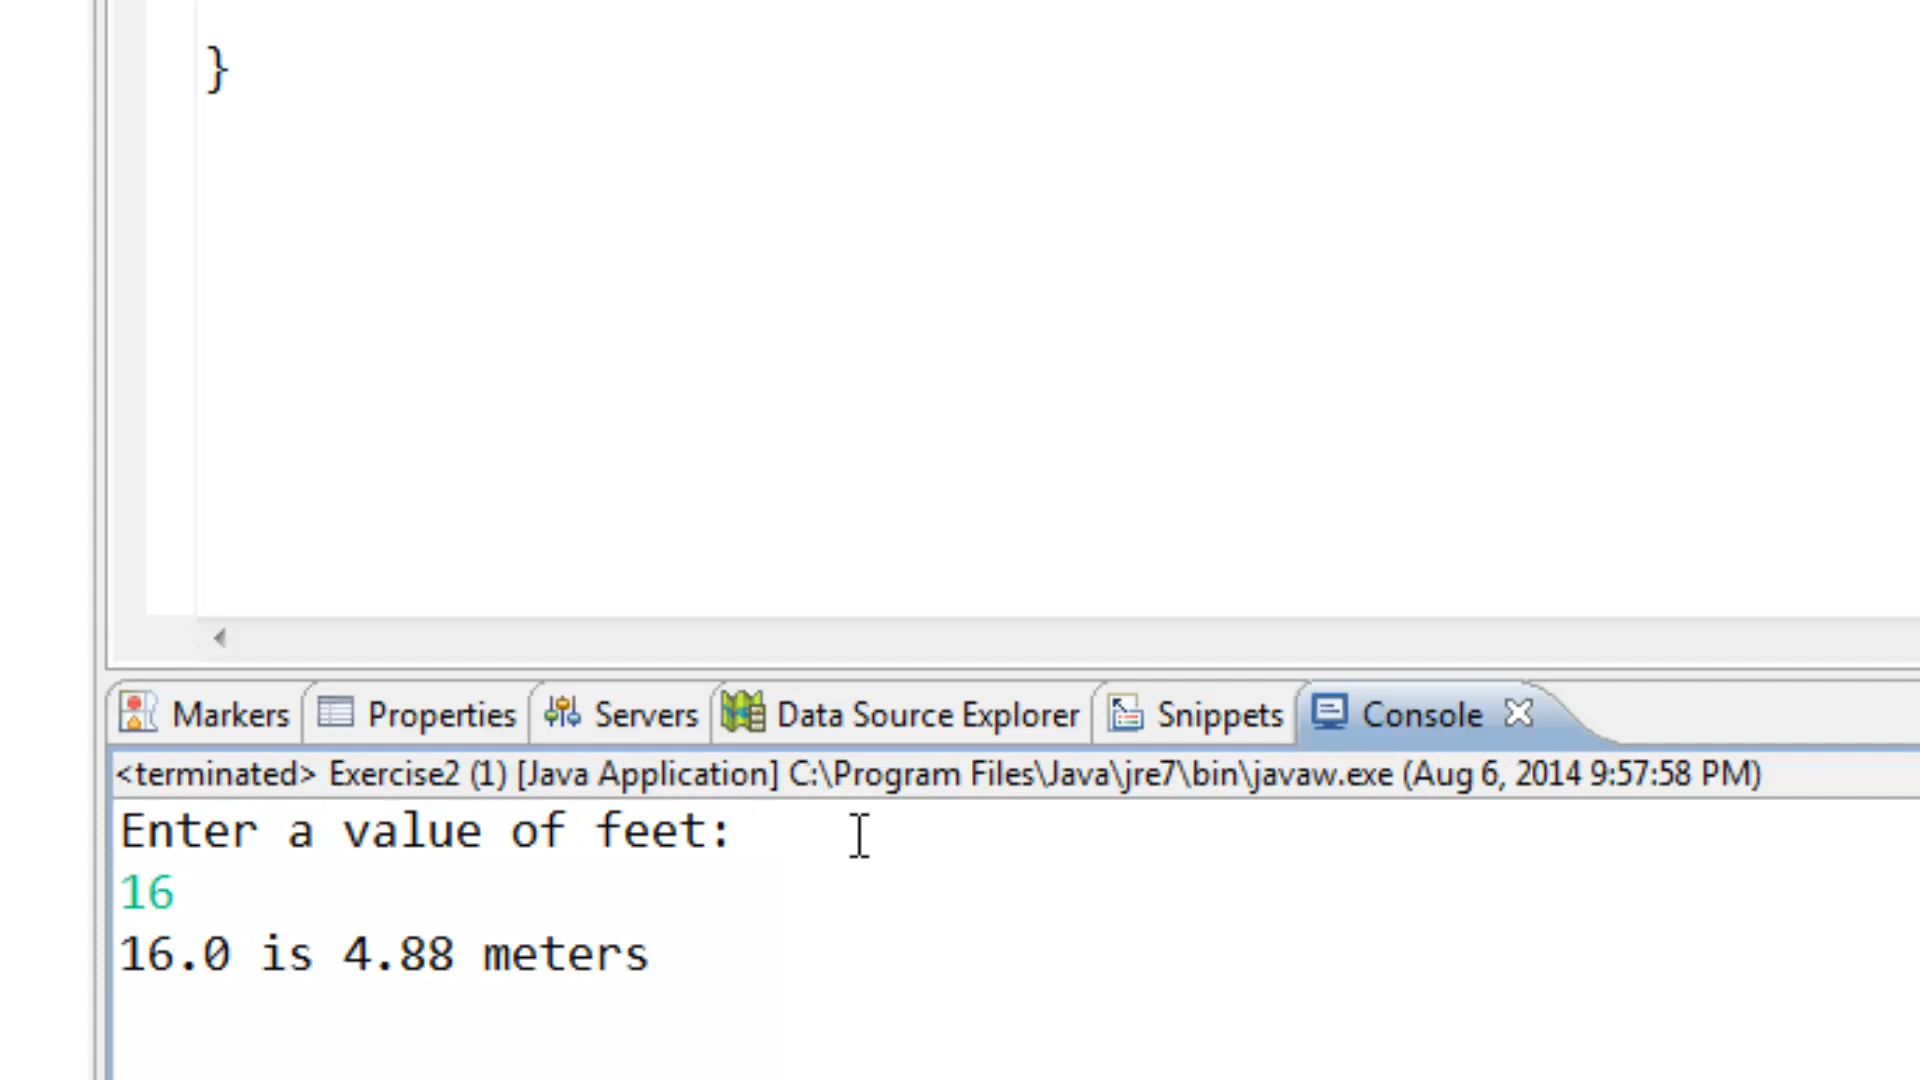 }
Markers Properties Servers Data Source Explorer Snippets Console
<terminated> Exercise2 (1) [Java Application] C:\Program Files\Java\jre7\bin\javaw.exe (Aug 6, 2014 9:57:58 PM)
Enter a value of feet:
16
16.0 is 4.88 meters